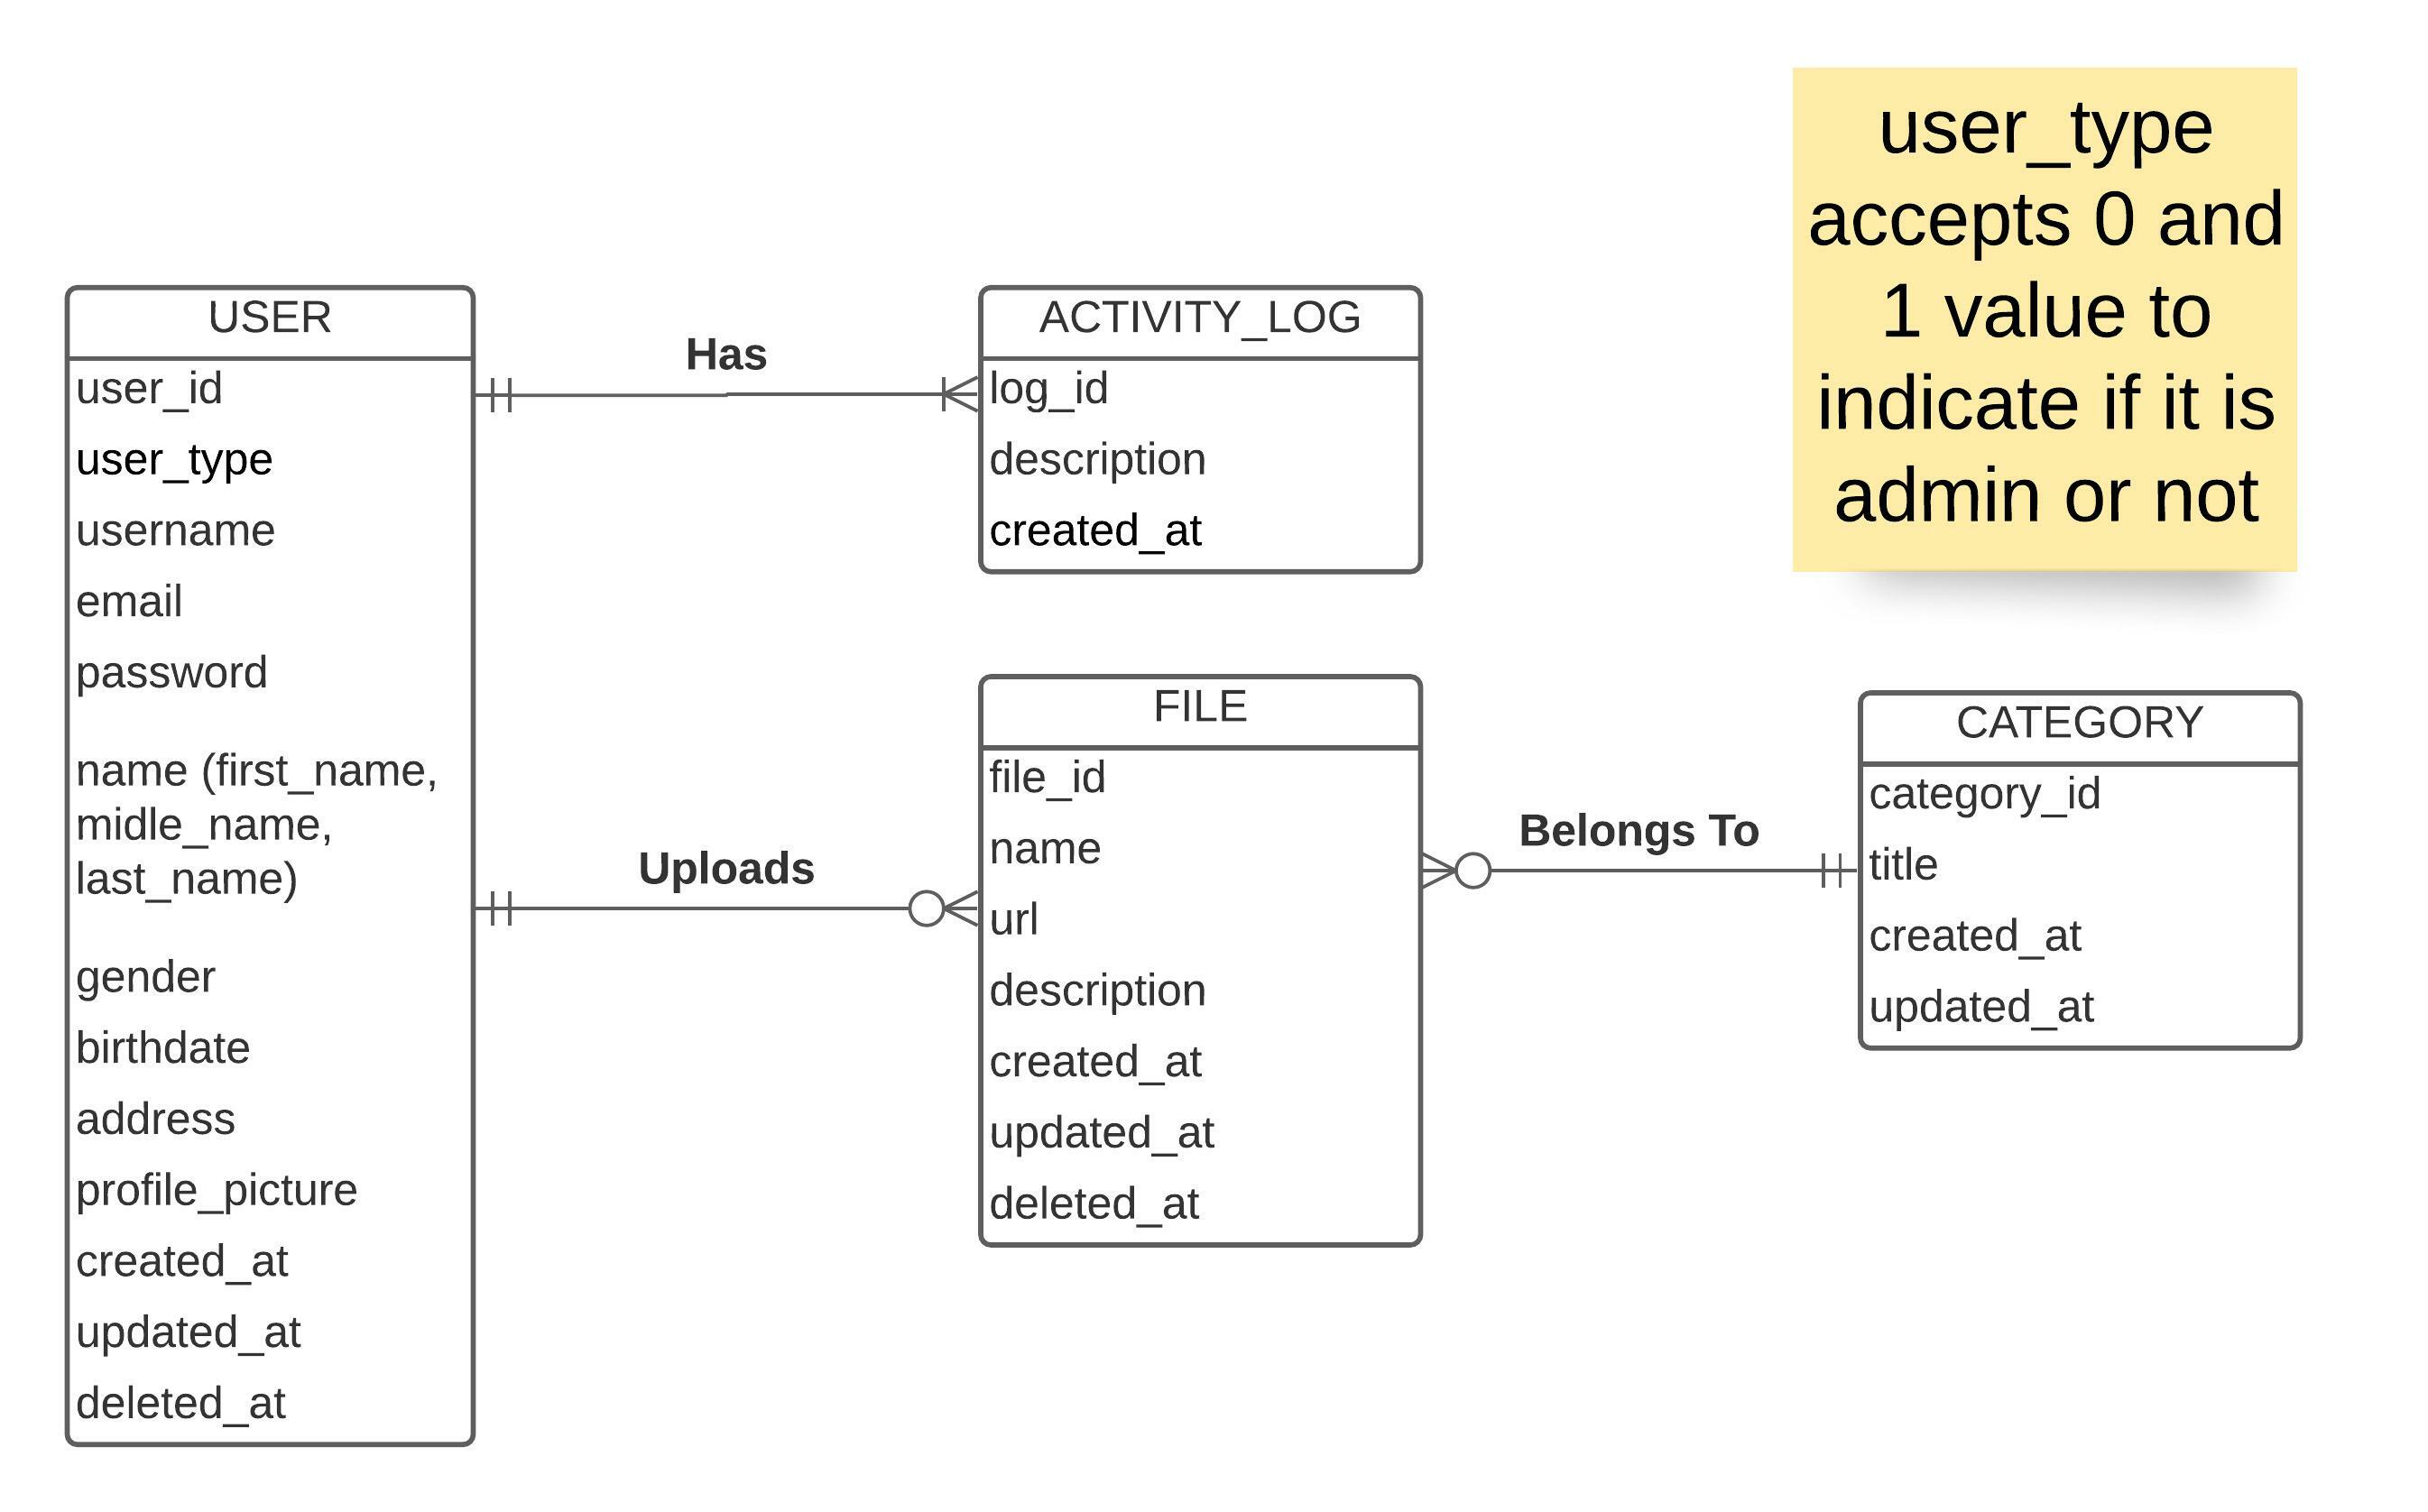 user_type
accepts 0 and
1 value to
indicate if it is
admin or not
USER
user_id
user_type
username
email
password
name (first_name,
midle_name,
last_name)
gender
birthdate
address
profile_picture
created_at
updated_at
deleted_at
Has
Uploads
ACTIVITY_LOG
log_id
description
created_at
FILE
file_id
name
url
description
created_at
updated_at
deleted_at
Belongs To
CATEGORY
category_id
title
created_at
updated_at